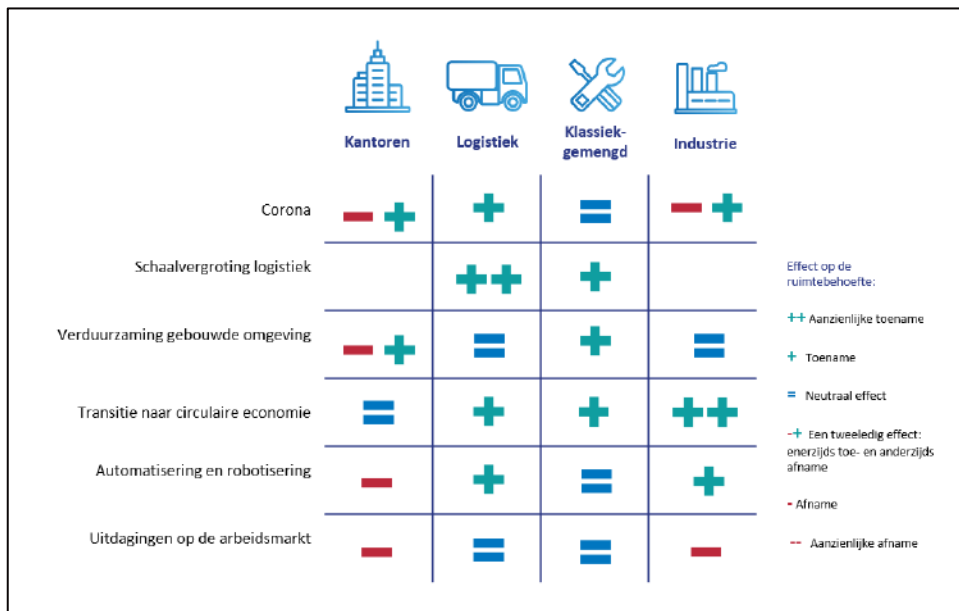 Kantoren
Logistiek
Klassiek-
gemengd
Industrie
Corona
- +
+
=
- +
Schaalvergroting logistiek
++
+
Verduurzaming gebouwde omgeving
- +
=
+
=
Transitie naar circulaire economie
=
+
+
++
Automatisering en robotisering
-
+
=
+
Uitdagingen op de arbeidsmarkt
-
=
=
-
Effect op de
ruimtebehoefte:
++ Aanzienlijke toename
+ Toename
= Neutraal effect
-+ Een tweeledig effect:
enerzijds toe- en anderzijds
afname
- Afname
-- Aanzienlijke afname